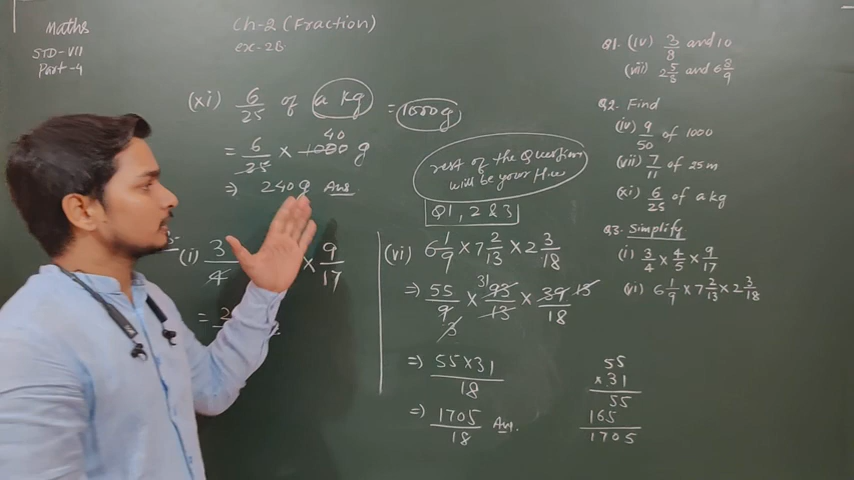 Maths
STD-VII
Part-4
Ch-2 (Fraction)
ex-2B
(xi) 6/25 of a kg = 1000g
= 6/25 × 1000 g 40
⇒ 240g Ans.
(i) 3/4 × 9/17
=
rest of the Question
will be your H.w
Q1, 2 & 3
(vi) 6 1/9 × 7 2/13 × 2 3/18
⇒ 55/9 × 93/13 × 39/18
31
3
⇒ 55×31/18
⇒ 1705/18 Ans.
55
×31
55
165
1705
Q1. (iv) 3/8 and 10
(vii) 2 5/8 and 6 8/9
Q2. Find
(iv) 9/50 of 1000
(vii) 7/11 of 25 m
(xi) 6/25 of a kg
Q3. Simplify
(i) 3/4 × 4/5 × 9/17
(vi) 6 1/9 × 7 2/13 × 2 3/18